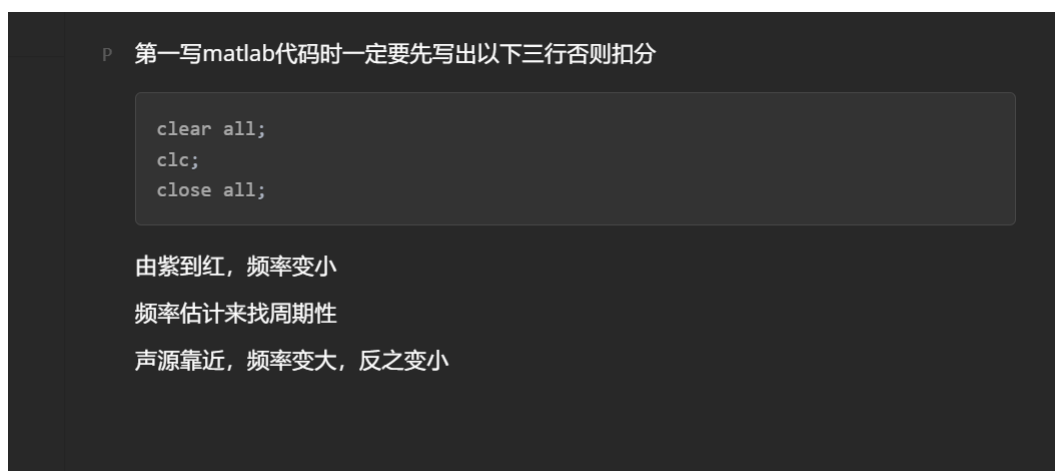 P
第一写matlab代码时一定要先写出以下三行否则扣分
clear all;
clc;
close all;
由紫到红，频率变小
频率估计来找周期性
声源靠近，频率变大，反之变小